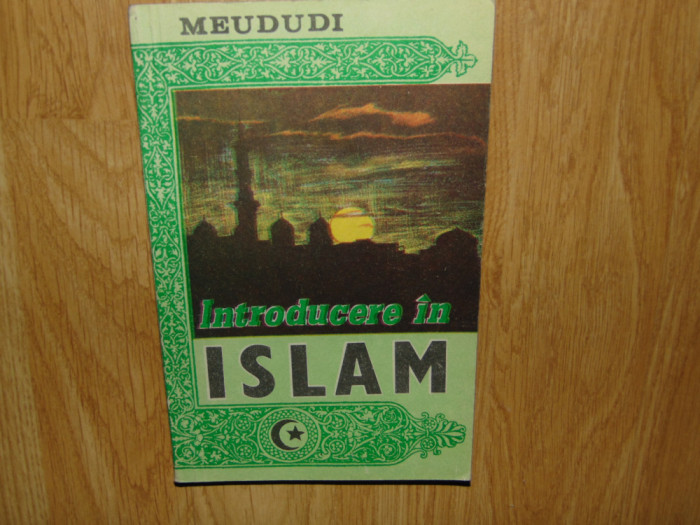 MEUDUDI
Introducere în
ISLAM